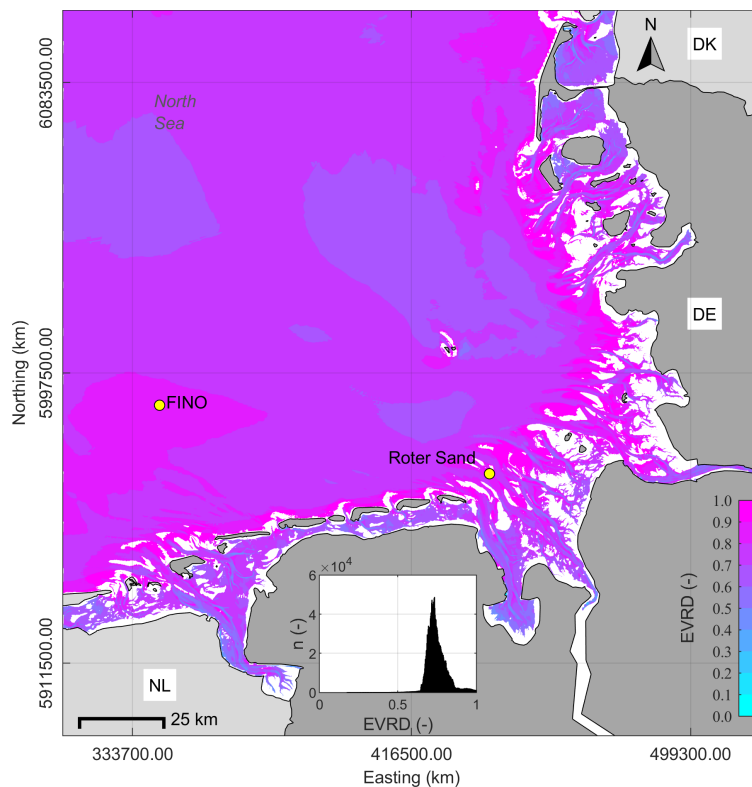 N
DK
North
Sea
6083500.00
DE
Northing (km)
5997500.00
FINO
Roter Sand
1.0
0.9
0.8
0.7
0.6
0.5
0.4
0.3
0.2
0.1
0.0
EVRD (-)
×10^4
6
4
2
0
n (-)
0
0.5
1
EVRD (-)
5911500.00
NL
25 km
333700.00
416500.00
499300.00
Easting (km)